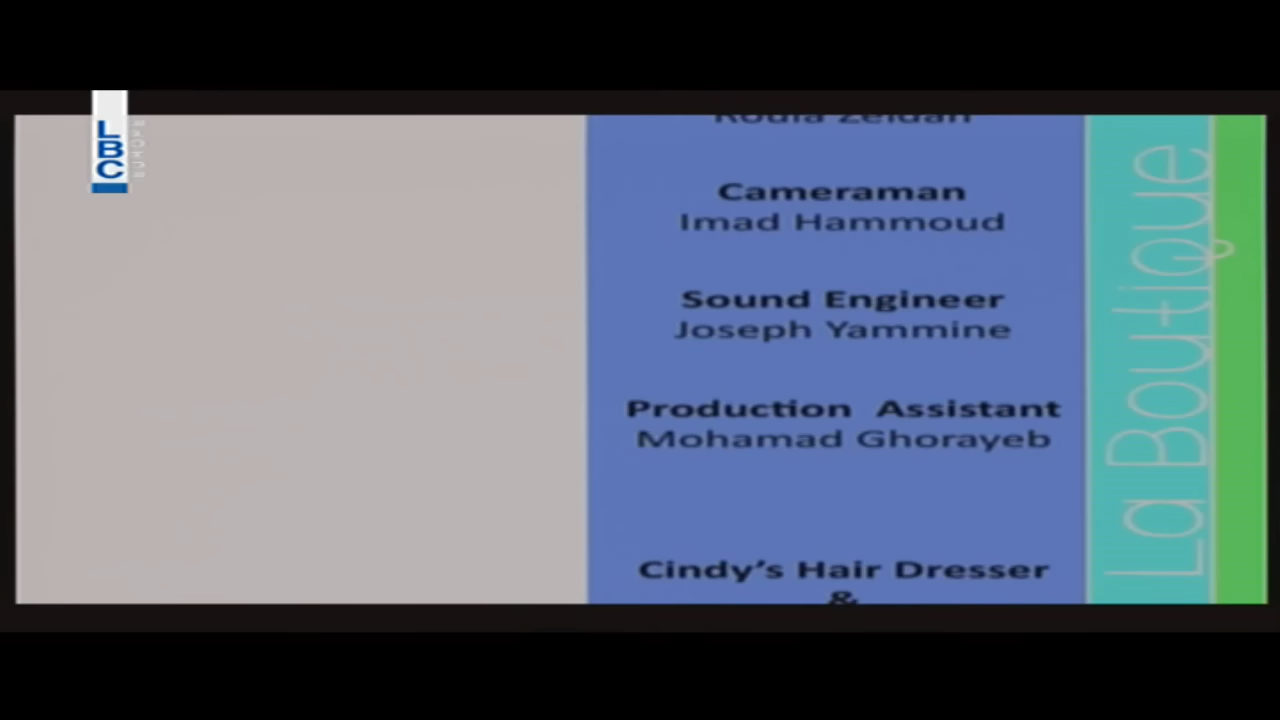 LBC
Cameraman
Imad Hammoud
Sound Engineer
Joseph Yammine
Production Assistant
Mohamad Ghorayeb
Cindy's Hair Dresser
&
La Boutique